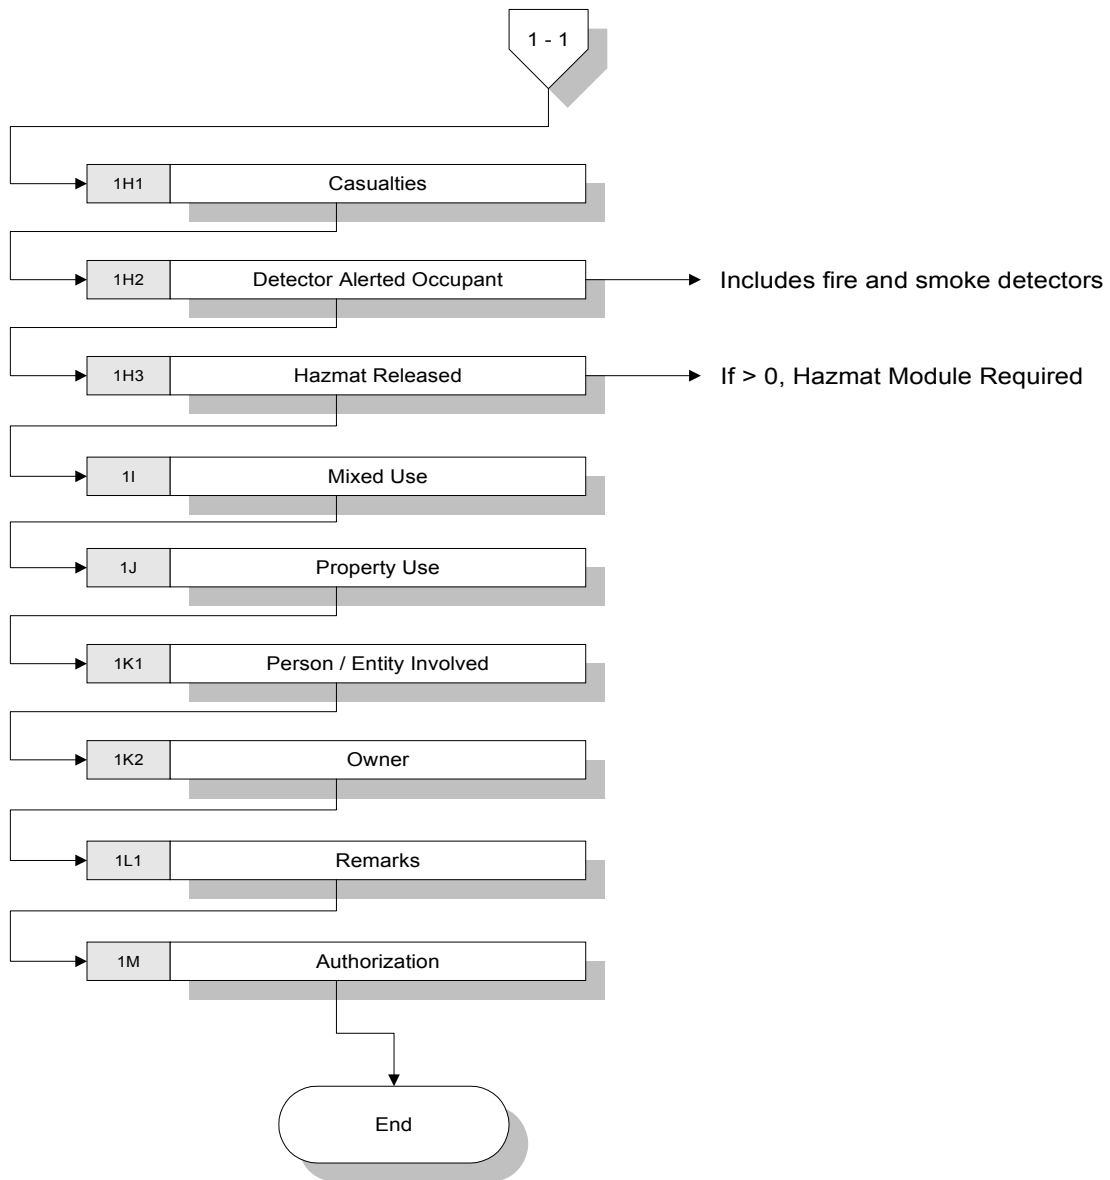 1 - 1
1H1 Casualties
1H2 Detector Alerted Occupant Includes fire and smoke detectors
1H3 Hazmat Released If > 0, Hazmat Module Required
1I Mixed Use
1J Property Use
1K1 Person / Entity Involved
1K2 Owner
1L1 Remarks
1M Authorization
End